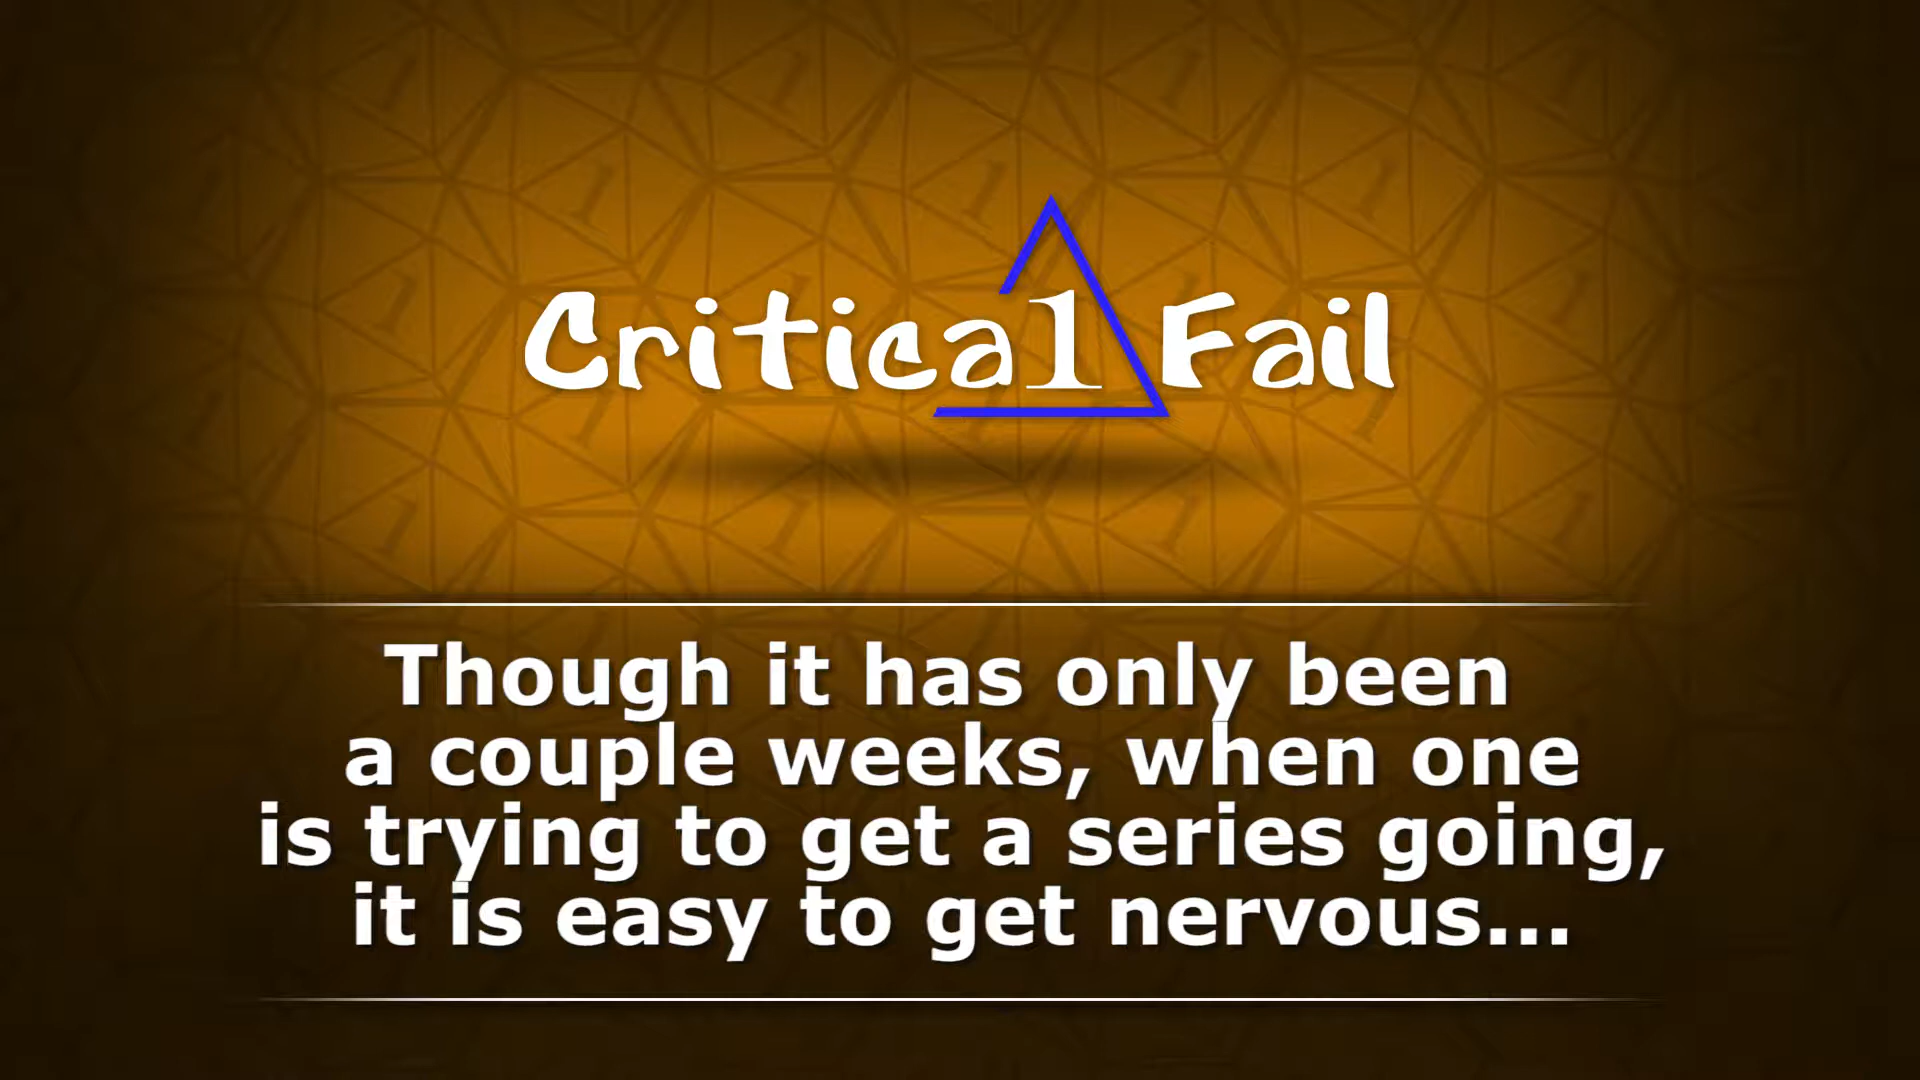 Critica1 Fail
Though it has only been
a couple weeks, when one
is trying to get a series going,
it is easy to get nervous...